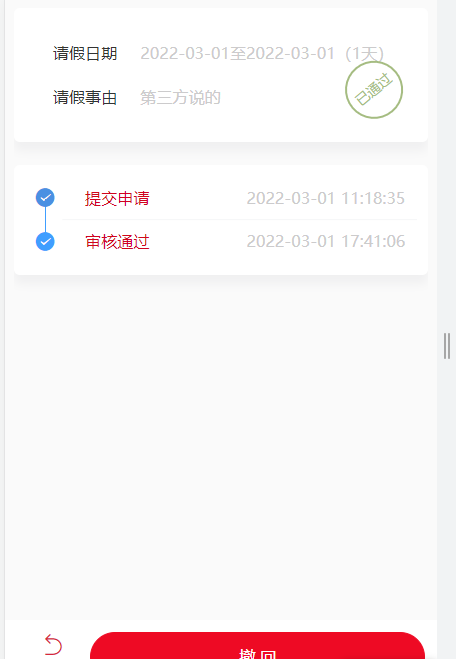 请假日期 2022-03-01至2022-03-01（1天）
请假事由 第三方说的
已通过
提交申请 2022-03-01 11:18:35
审核通过 2022-03-01 17:41:06
撤回